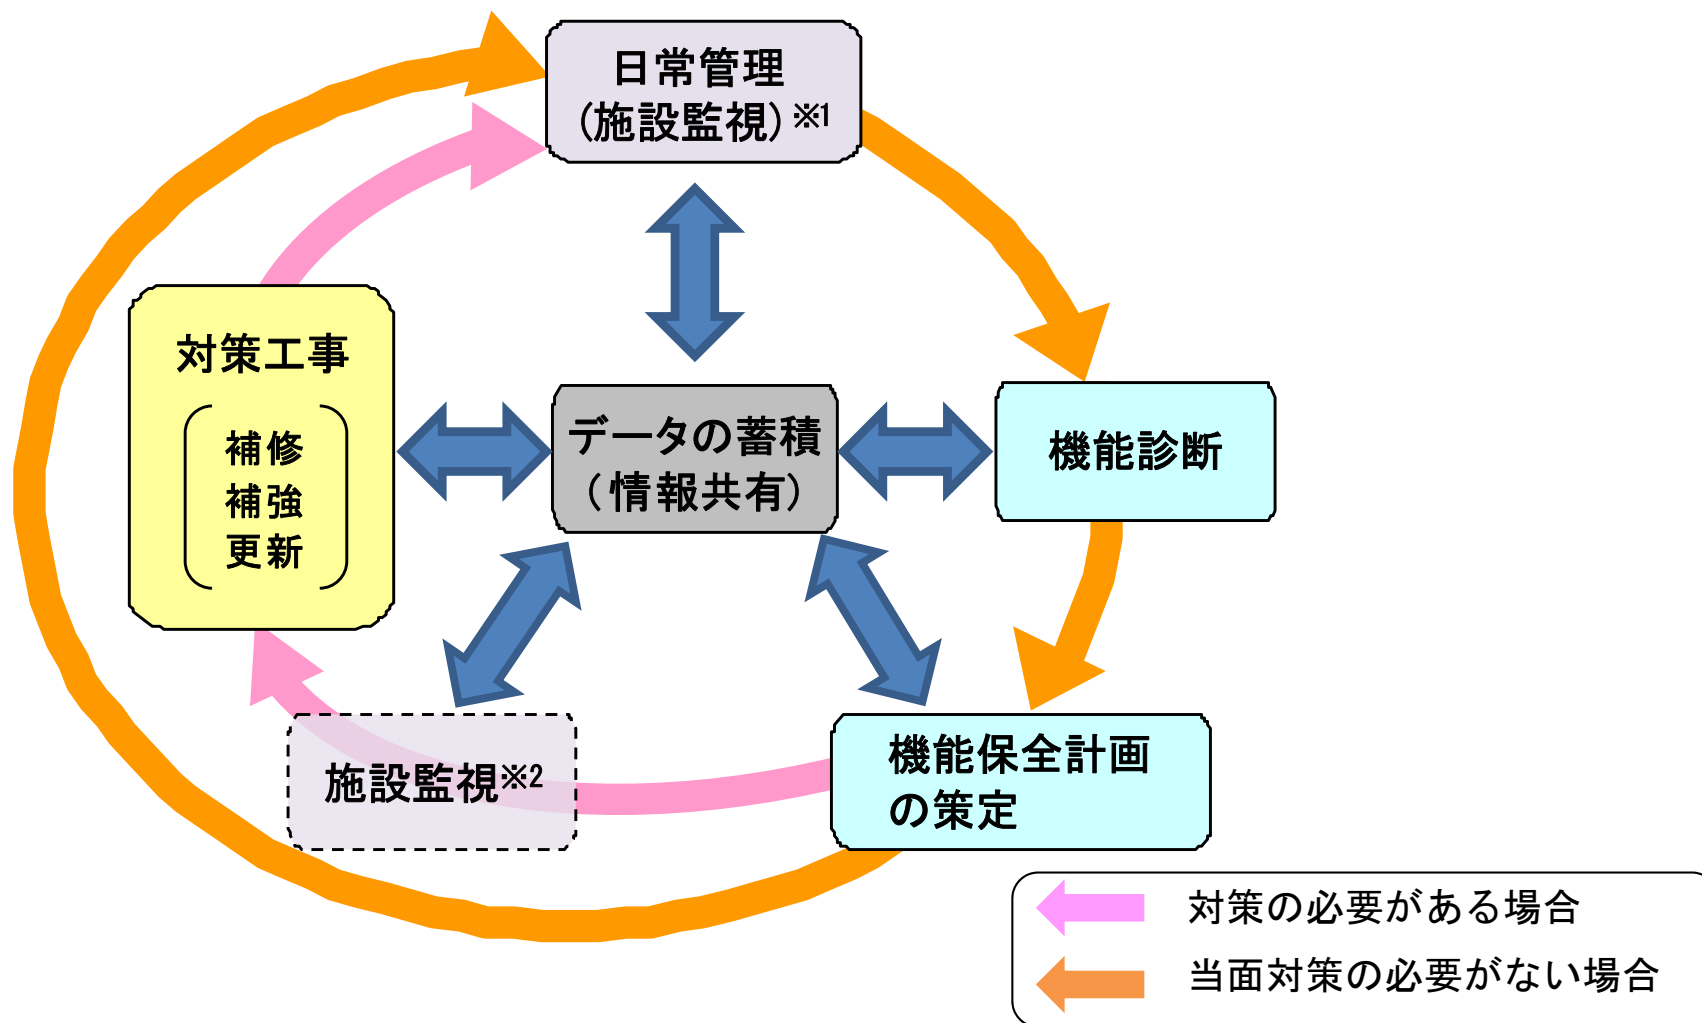 日常管理
(施設監視)※1
対策工事
補修
補強
更新
データの蓄積
(情報共有)
機能診断
施設監視※2
機能保全計画
の策定
対策の必要がある場合
当面対策の必要がない場合